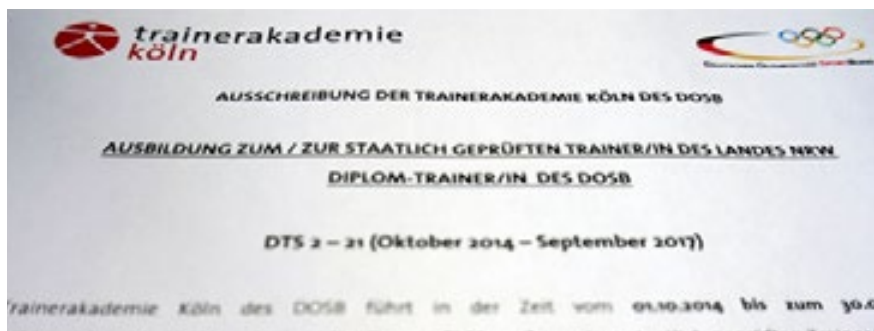 trainerakademie
köln
AUSSCHREIBUNG DER TRAINERAKADEMIE KÖLN DES DOSB
AUSBILDUNG ZUM / ZUR STAATLICH GEPRÜFTEN TRAINER/IN DES LANDES NRW
DIPLOM-TRAINER/IN DES DOSB
DTS 2 – 21 (Oktober 2014 – September 2017)
Trainerakademie Köln des DOSB führt in der Zeit vom 01.10.2014 bis zum 30.0